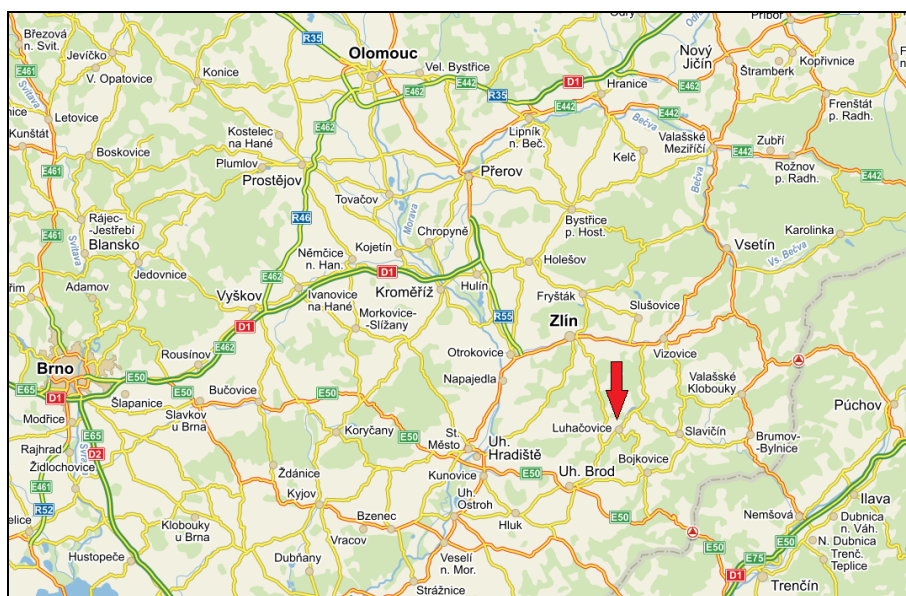 Březová
n. Svit.
Jevíčko
V. Opatovice
E461
Svitava
Letovice
Kunštát
Boskovice
Konice
Kostelec
na Hané
Plumlov
Prostějov
R35
Olomouc
Vel. Bystřice
E442
E462
R35
E462
D1
E442
Hranice
Odry
Odra
Příbor
Nový
Jičín
E462
Kopřivnice
Štramberk
Frenštát
p. Radh.
Lipník
n. Beč.
Bečva
E442
Valašské
Meziříčí
Zubří
E442
Rožnov
p. Radh.
E442
Kelč
Bečva
Přerov
Tovačov
Morava
Chropyně
Bystřice
p. Host.
Vsetín
Karolinka
Vs. Bečva
E461
Rájec-
-Jestřebí
E461
Blansko
Svitava
Jedovnice
Adamov
R46
E462
Němčice
n. Han.
Kojetín
D1
Vyškov
Ivanovice
na Hané
D1
E462
Kroměříž
Hulín
Holešov
Fryšták
Slušovice
Morkovice-
-Slížany
R55
Zlín
Otrokovice
Vizovice
Rousínov
Brno
E65
D1
E50
Šlapanice
Bučovice
E50
Slavkov
u Brna
Napajedla
Valašské
Klobouky
Púchov
Modřice
E65
Rajhrad
D2
Židlochovice
Koryčany
E50
St.
Město
Uh.
Hradiště
Luhačovice
Slavičín
Brumov-
-Bylnice
Bojkovice
Ždánice
Kunovice
E50
Uh. Brod
E461
R52
Kyjov
Uh.
Ostroh
Hluk
E50
Nemšová
Ilava
Dubnica
n. Váh.
N. Dubnica
Trenč.
Teplice
Klobouky
u Brna
Bzenec
Vracov
Hustopeče
Dubňany
Veselí
n. Mor.
Strážnice
E50
E75
D1
Trenčín